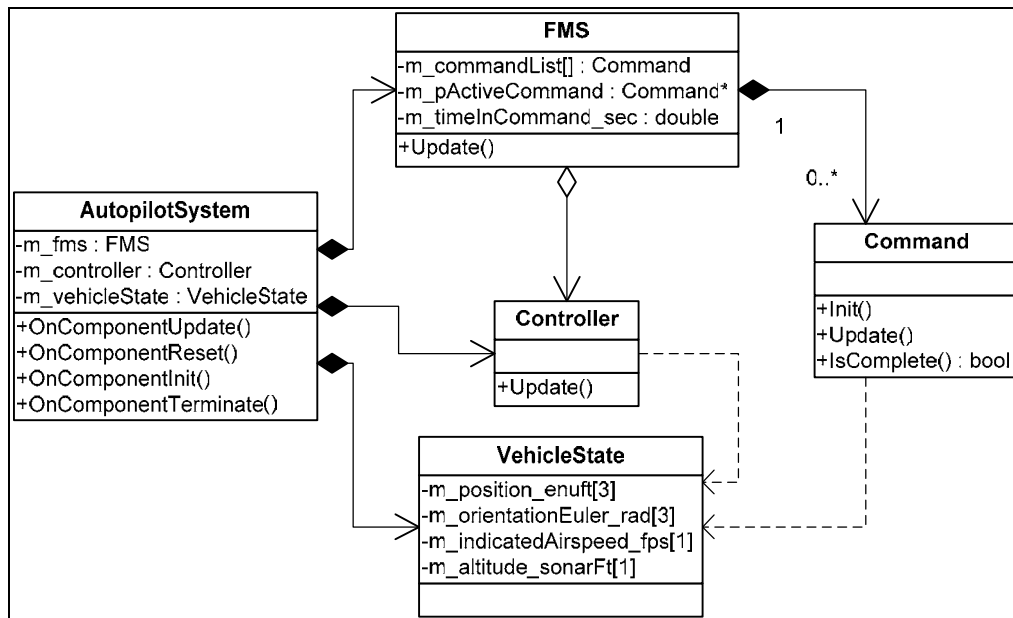 FMS
-m_commandList[] : Command
-m_pActiveCommand : Command*
-m_timeInCommand_sec : double
+Update()
1
0..*
AutopilotSystem
-m_fms : FMS
-m_controller : Controller
-m_vehicleState : VehicleState
+OnComponentUpdate()
+OnComponentReset()
+OnComponentInit()
+OnComponentTerminate()
Controller
+Update()
Command
+Init()
+Update()
+IsComplete() : bool
VehicleState
-m_position_enuft[3]
-m_orientationEuler_rad[3]
-m_indicatedAirspeed_fps[1]
-m_altitude_sonarFt[1]